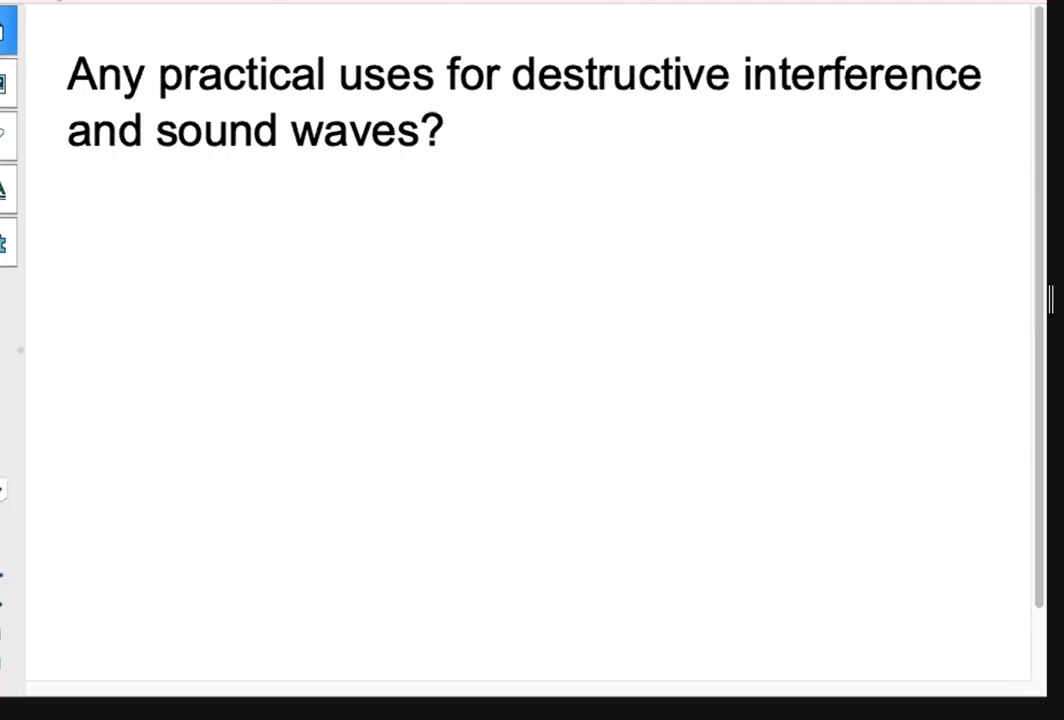 Any practical uses for destructive interference
and sound waves?